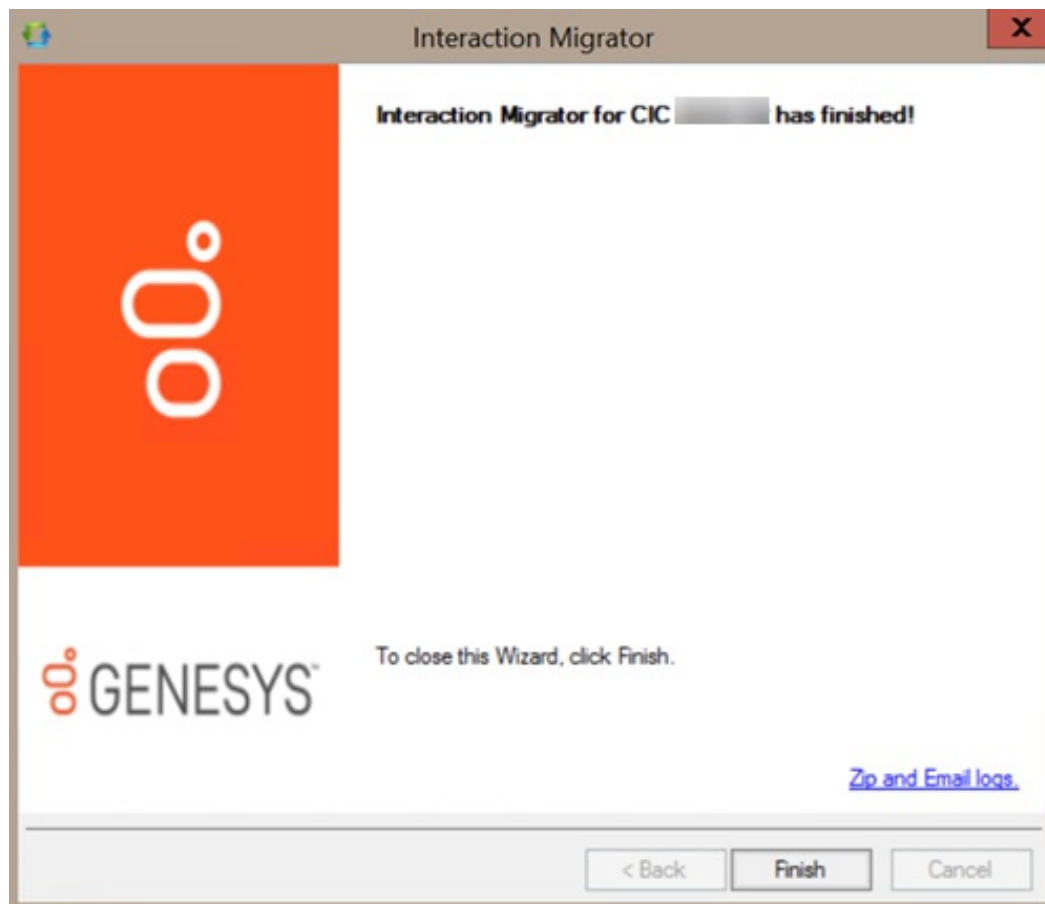 Interaction Migrator
X
Interaction Migrator for CIC has finished!
To close this Wizard, click Finish.
GENESYS™
Zip and Email logs.
< Back Finish Cancel